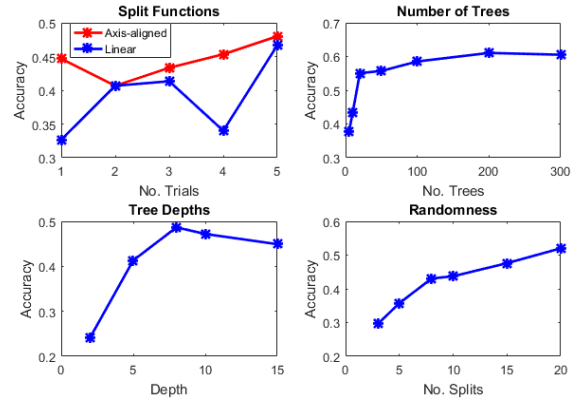 Split Functions
0.5
0.45
0.4
0.35
0.3
Accuracy
Axis-aligned
Linear
1 2 3 4 5
No. Trials
Number of Trees
0.7
0.6
0.5
0.4
0.3
Accuracy
0 100 200 300
No. Trees
Tree Depths
0.5
0.4
0.3
0.2
Accuracy
0 5 10 15
Depth
Randomness
0.6
0.5
0.4
0.3
0.2
Accuracy
0 5 10 15 20
No. Splits